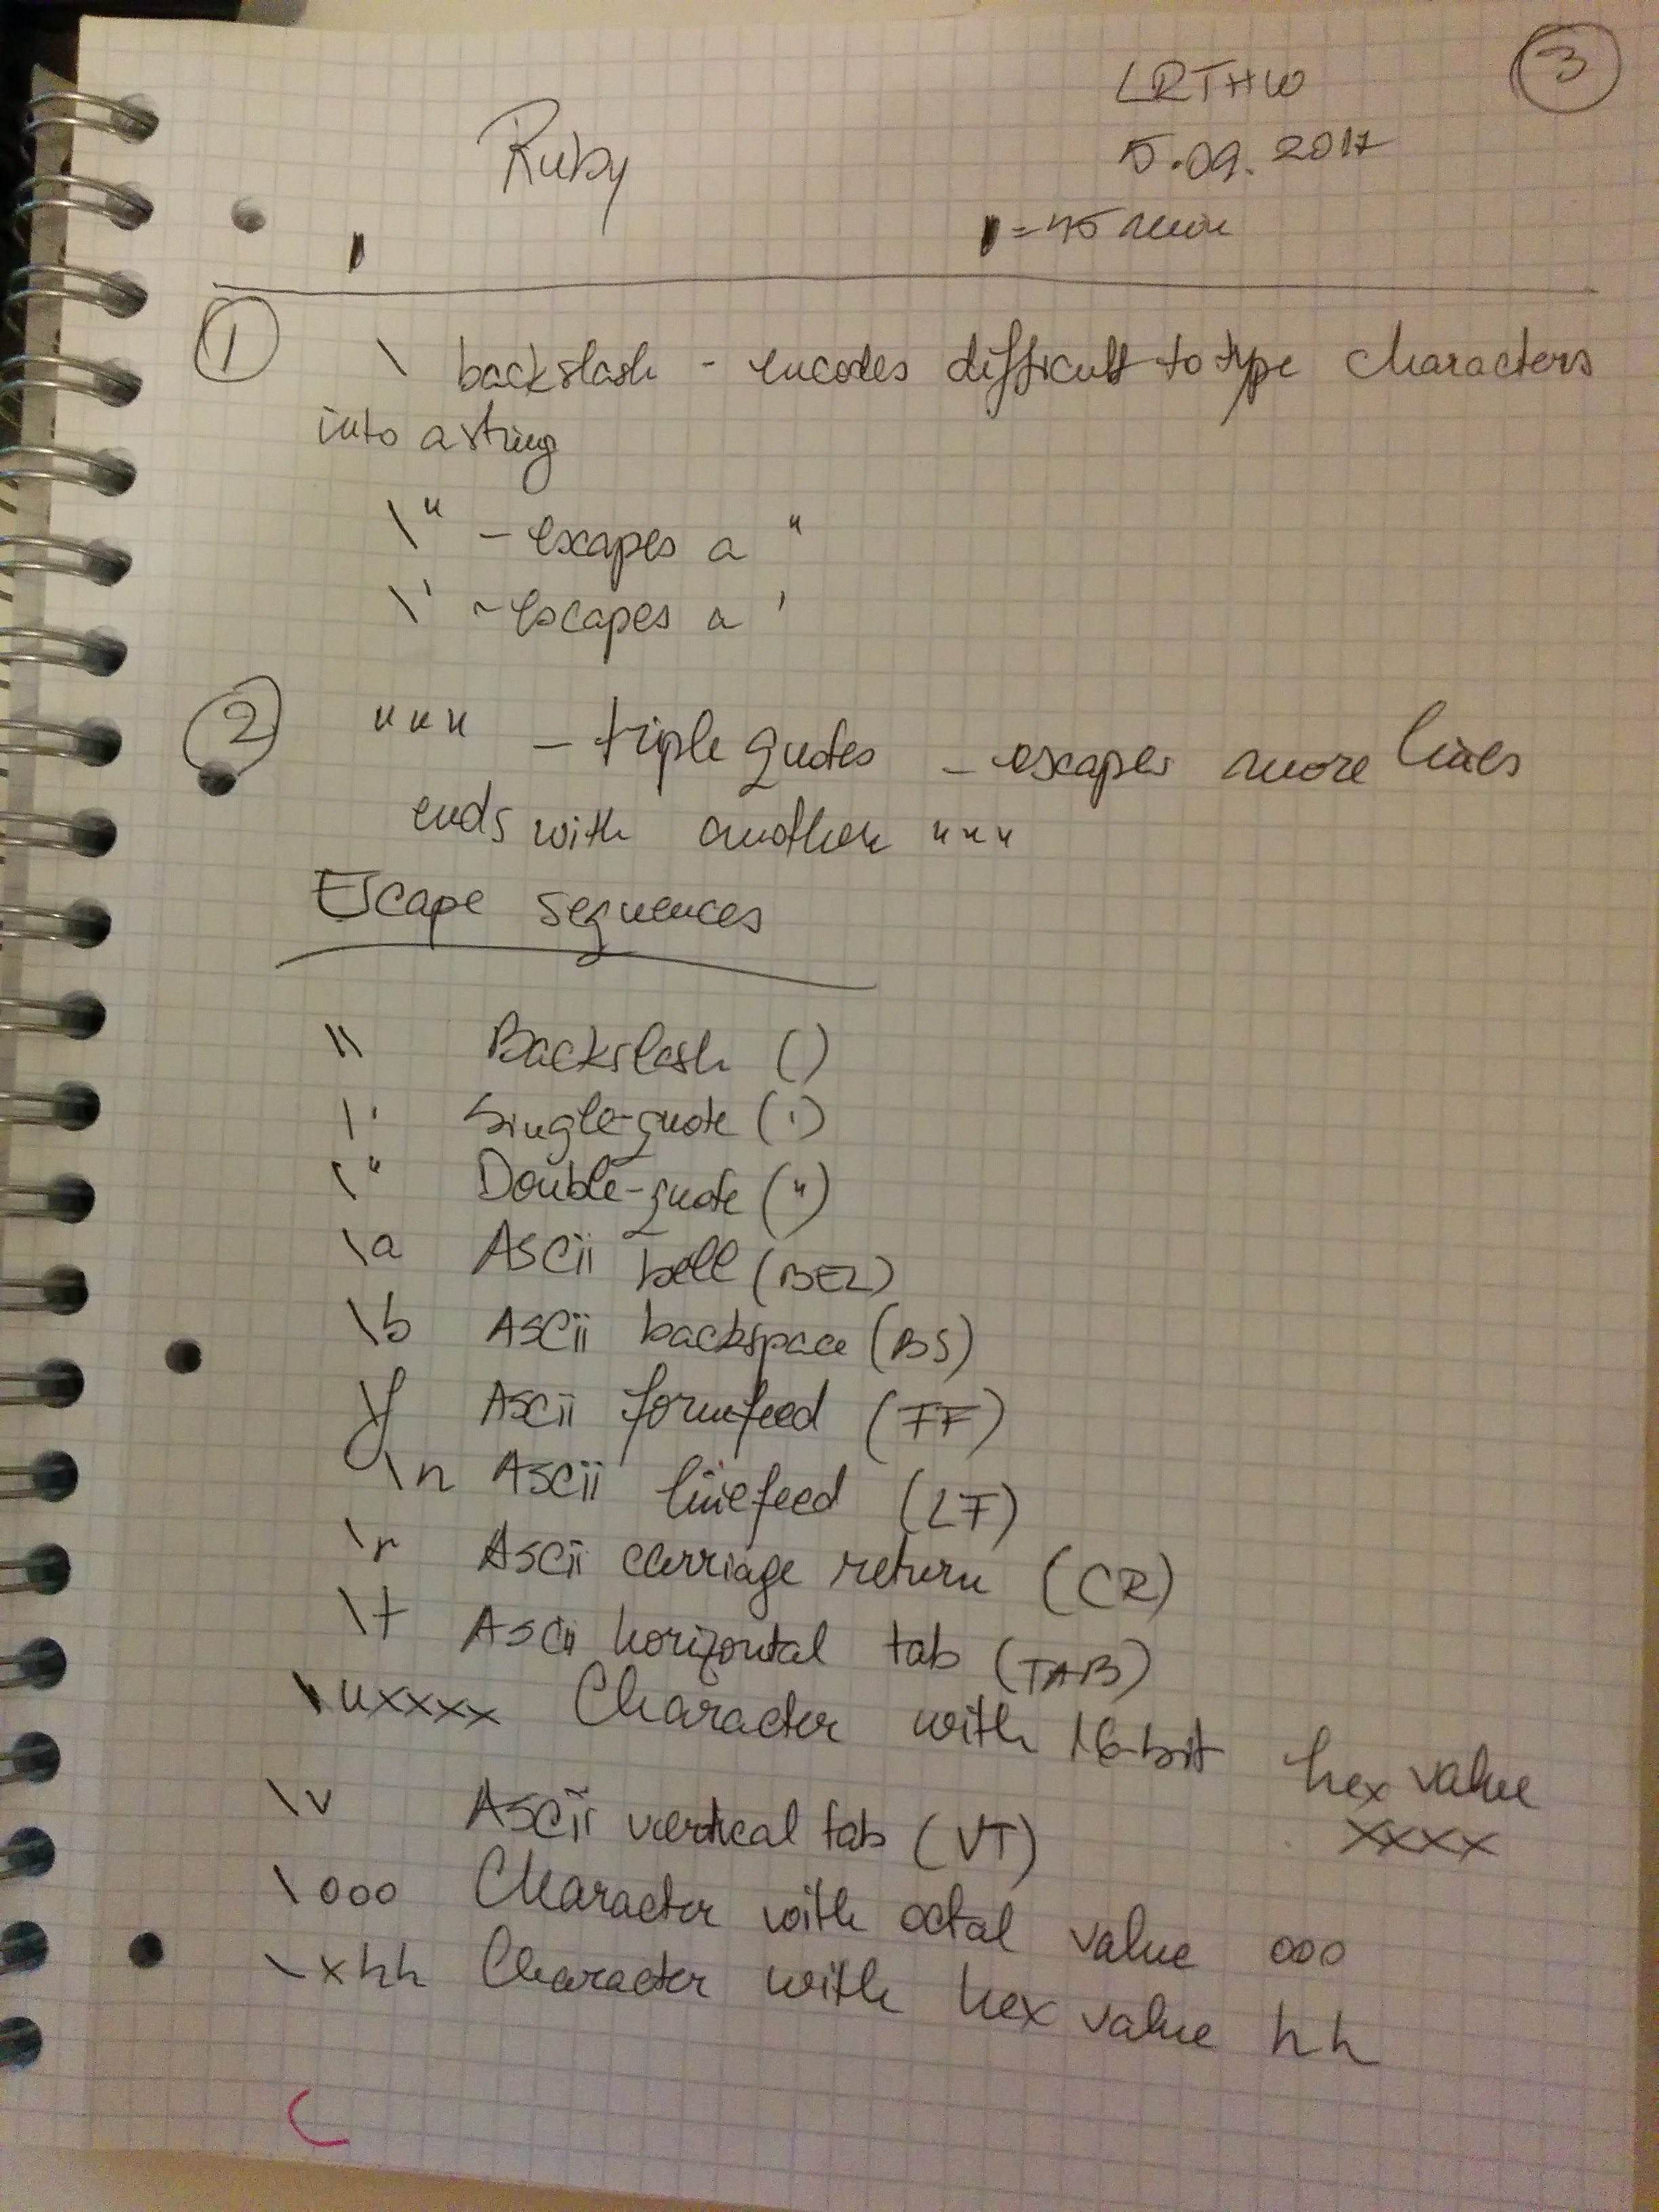 LRTHW
3
Ruby
5.09.2017
= 45 min
1
\ backslash - encodes difficult to type characters
into a string
\" - escapes a "
\' - escapes a '
2
""" - triple quotes - escapes more lines
ends with another """
Escape sequences
\\ Backslash ()
\' Single-quote (')
\" Double-quote (")
\a ASCii bell (BEL)
\b ASCii backspace (BS)
\f ASCii formfeed (FF)
\n ASCii linefeed (LF)
\r ASCii carriage return (CR)
\t ASCii horizontal tab (TAB)
\uxxxx Character with 16-bit hex value
xxxx
\v ASCii vertical tab (VT)
\ooo Character with octal value ooo
\xhh Character with hex value hh